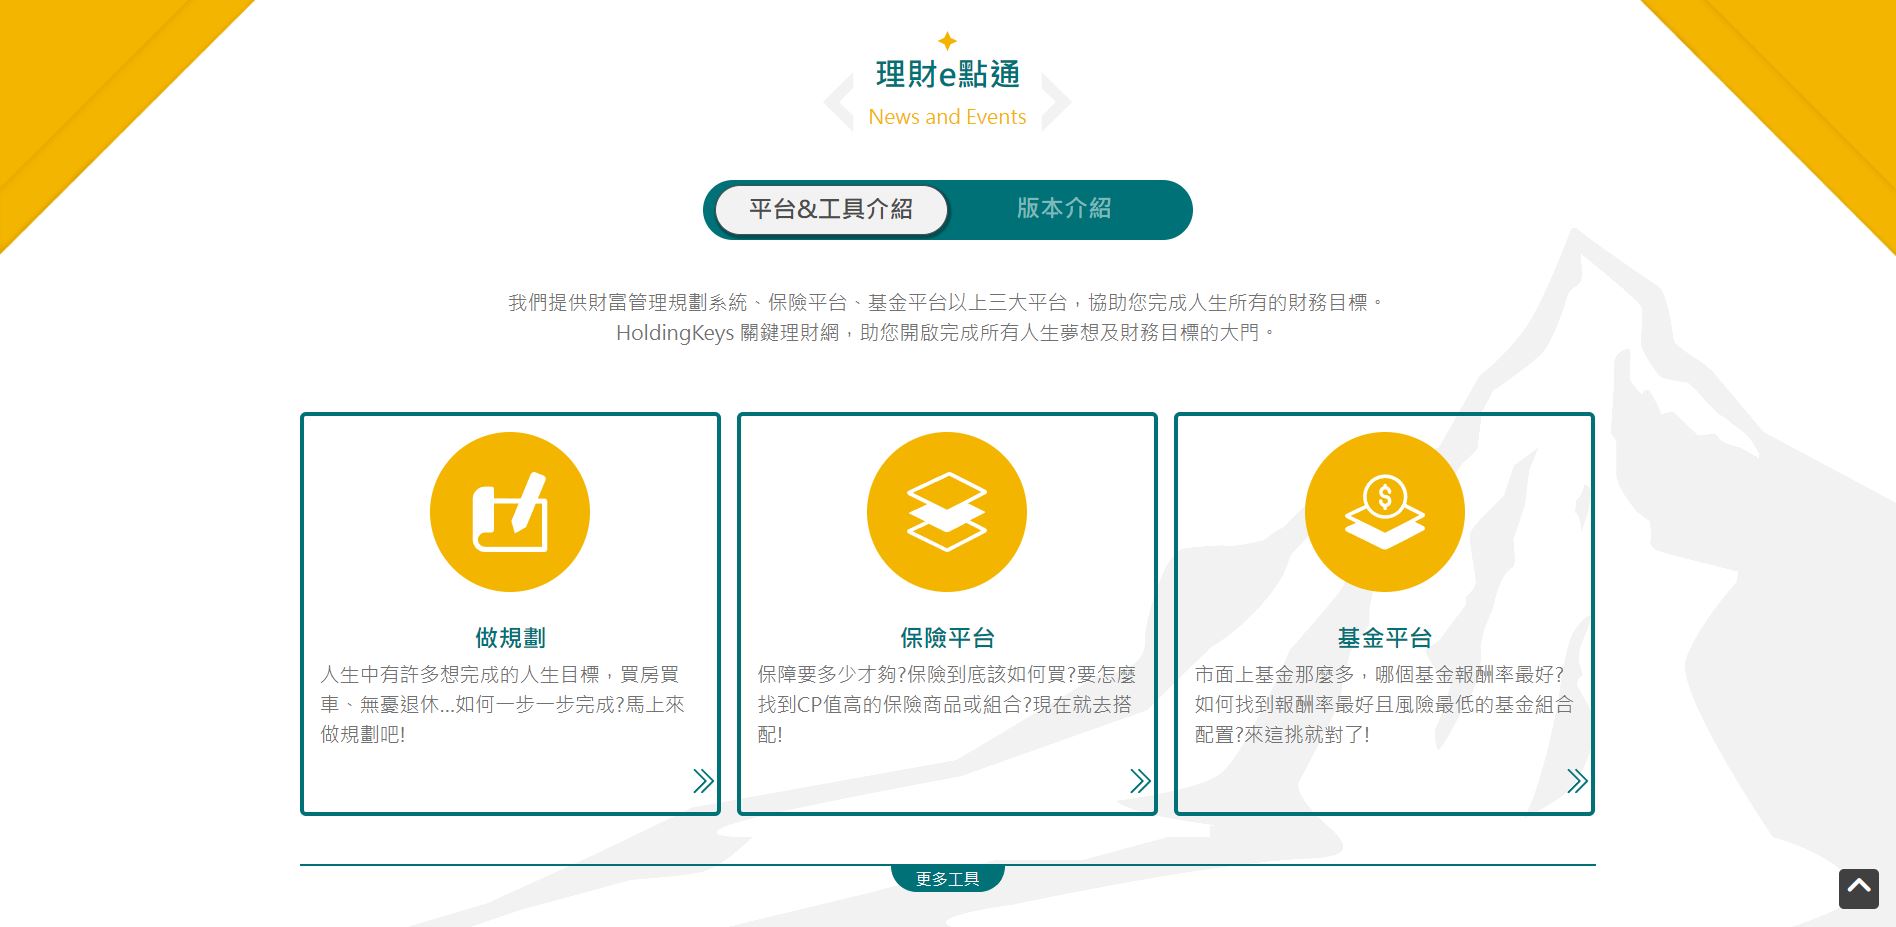 理財e點通
News and Events
平台&工具介紹
版本介紹
我們提供財富管理規劃系統、保險平台、基金平台以上三大平台，協助您完成人生所有的財務目標。
HoldingKeys 關鍵理財網，助您開啟完成所有人生夢想及財務目標的大門。
做規劃
人生中有許多想完成的人生目標，買房買
車、無憂退休...如何一步一步完成?馬上來
做規劃吧!
保險平台
保障要多少才夠?保險到底該如何買?要怎麼
找到CP值高的保險商品或組合?現在就去搭
配!
基金平台
市面上基金那麼多，哪個基金報酬率最好?
如何找到報酬率最好且風險最低的基金組合
配置?來這挑就對了!
更多工具